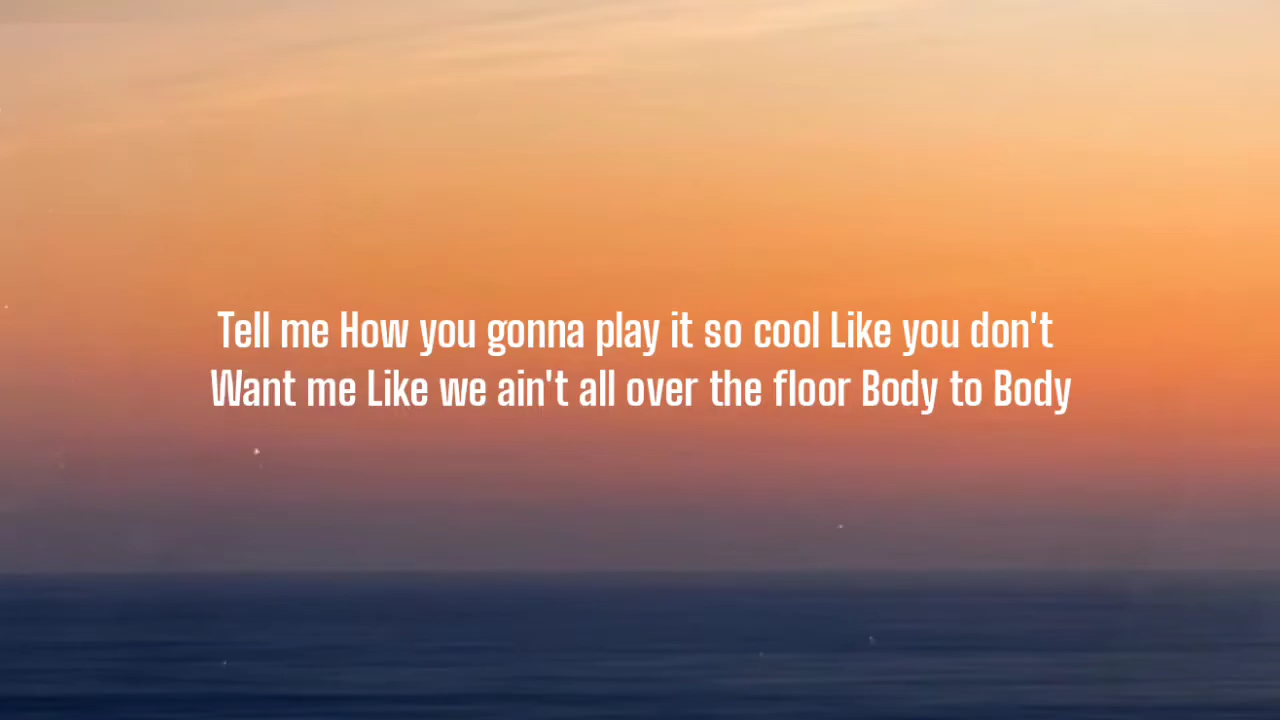 Tell me How you gonna play it so cool Like you don't
Want me Like we ain't all over the floor Body to Body